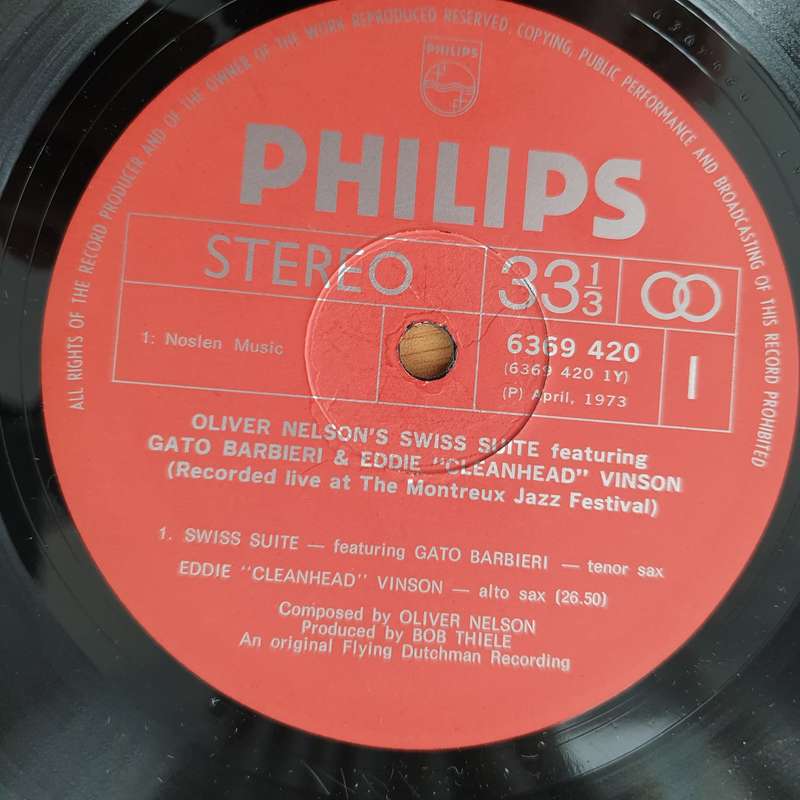 ALL RIGHTS OF THE RECORD PRODUCER AND OF THE OWNER OF THE WORK REPRODUCED RESERVED. COPYING, PUBLIC PERFORMANCE AND BROADCASTING OF THIS RECORD PROHIBITED
PHILIPS
PHILIPS
STEREO
33 1/3
1: Noslen Music
6369 420
(6369 420 1Y)
(P) April, 1973
I
OLIVER NELSON'S SWISS SUITE featuring
GATO BARBIERI & EDDIE "CLEANHEAD" VINSON
(Recorded live at The Montreux Jazz Festival)
1. SWISS SUITE — featuring GATO BARBIERI — tenor sax
EDDIE "CLEANHEAD" VINSON — alto sax (26.50)
Composed by OLIVER NELSON
Produced by BOB THIELE
An original Flying Dutchman Recording